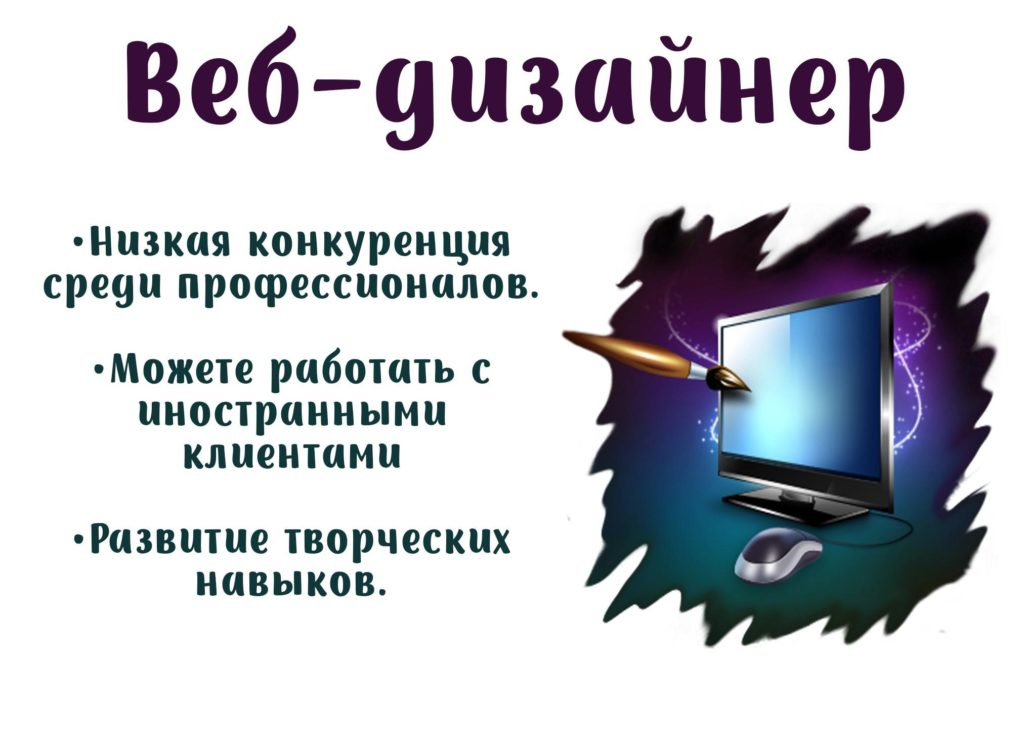 Веб-дизайнер
•Низкая конкуренция
среди профессионалов.
•Можете работать с
иностранными
клиентами
•Развитие творческих
навыков.